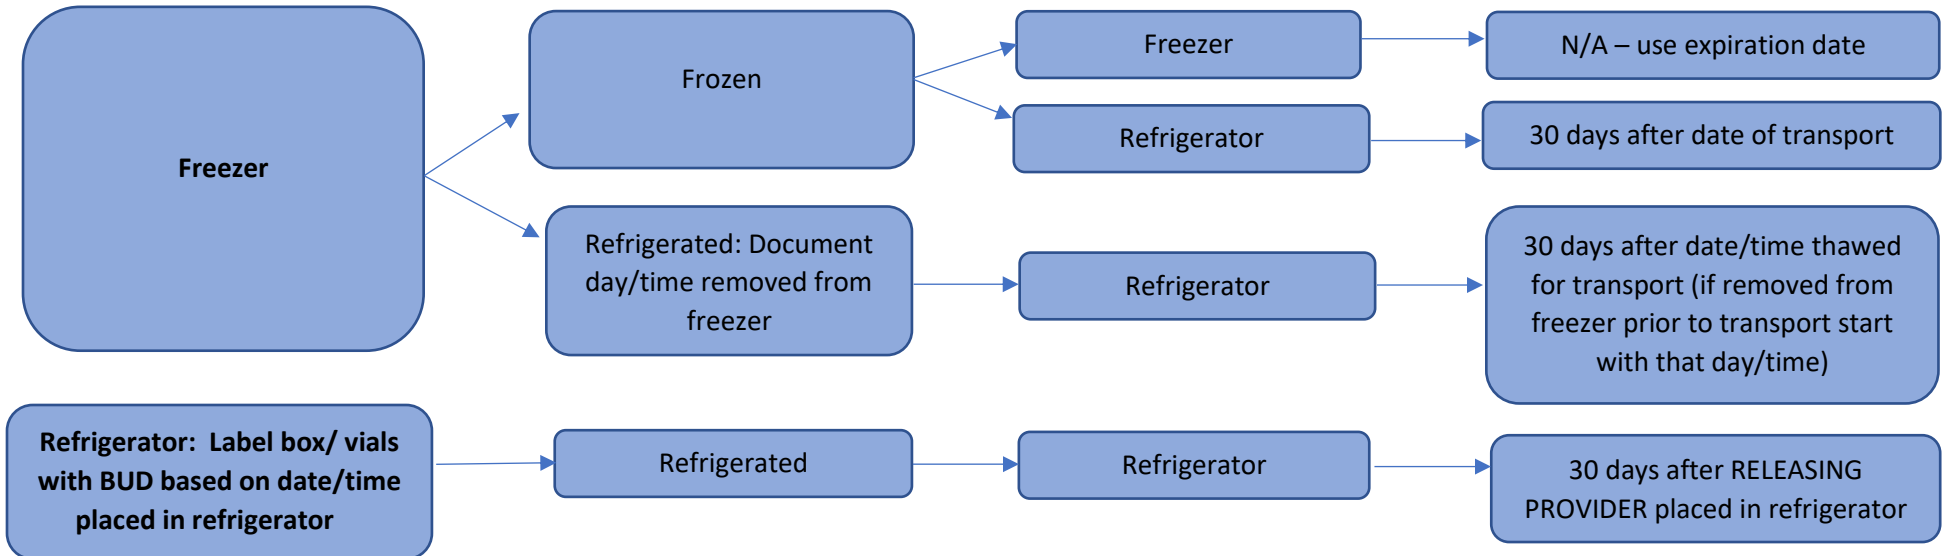 Freezer
Frozen
Freezer
N/A – use expiration date
Refrigerator
30 days after date of transport
Refrigerated: Document
day/time removed from
freezer
Refrigerator
30 days after date/time thawed
for transport (if removed from
freezer prior to transport start
with that day/time)
Refrigerator:  Label box/ vials
with BUD based on date/time
placed in refrigerator
Refrigerated
Refrigerator
30 days after RELEASING
PROVIDER placed in refrigerator